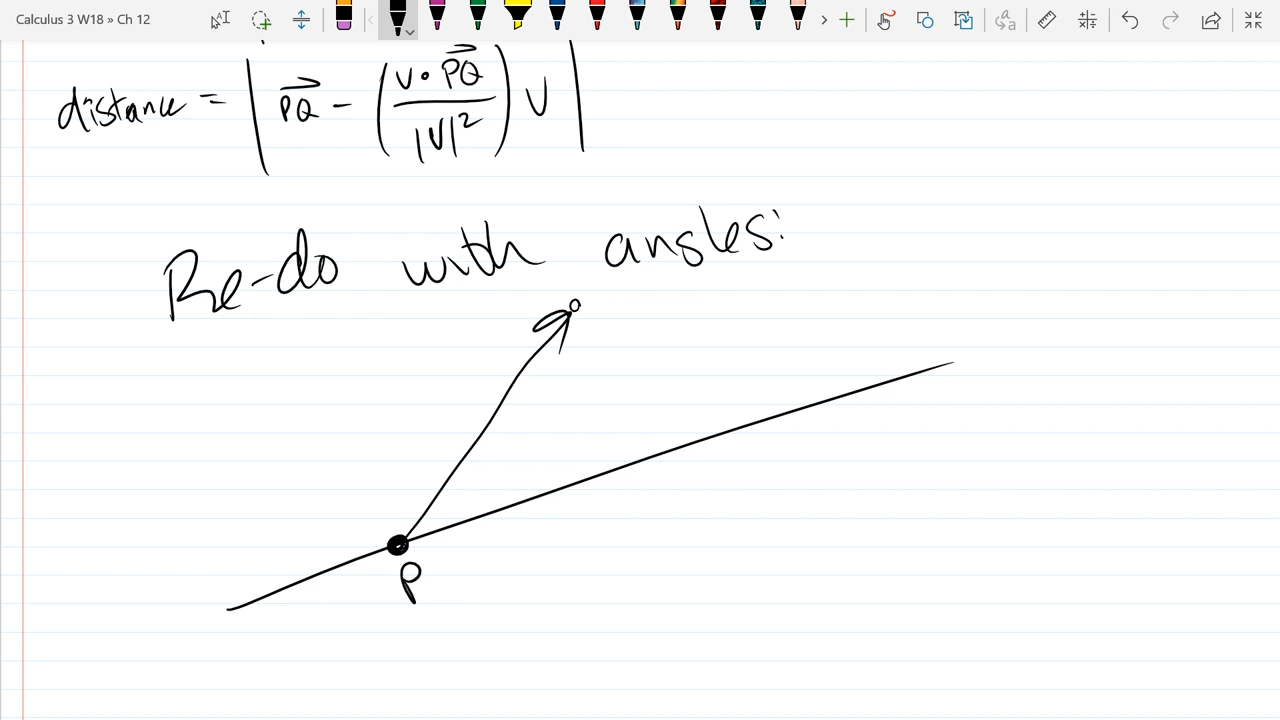 Calculus 3 W18 » Ch 12
distance = | PQ⃗ - ( v • PQ⃗ / |v|² ) v |
Re-do with angles:
P